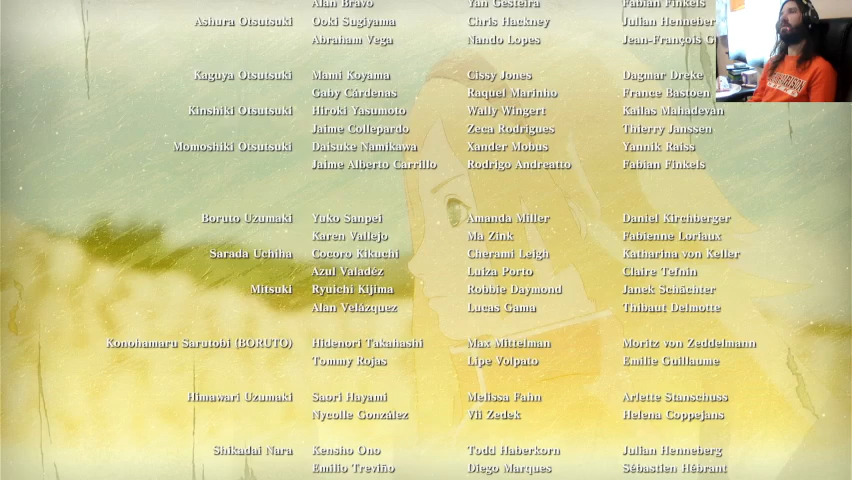 Alan Bravo Yan Gesteira Fabian Finkels
Ashura Otsutsuki Ooki Sugiyama Chris Hackney Julian Henneber
Abraham Vega Nando Lopes Jean-François G
Kaguya Otsutsuki Mami Koyama Cissy Jones Dagmar Dreke
Gaby Cárdenas Raquel Marinho France Bastoen
Kinshiki Otsutsuki Hiroki Yasumoto Wally Wingert Kailas Mahadevan
Jaime Collepardo Zeca Rodrigues Thierry Janssen
Momoshiki Otsutsuki Daisuke Namikawa Xander Mobus Yannik Raiss
Jaime Alberto Carrillo Rodrigo Andreatto Fabian Finkels
Boruto Uzumaki Yuko Sanpei Amanda Miller Daniel Kirchberger
Karen Vallejo Ma Zink Fabienne Loriaux
Sarada Uchiha Cocoro Kikuchi Cherami Leigh Katharina von Keller
Azul Valadéz Luiza Porto Claire Tefnin
Mitsuki Ryuichi Kijima Robbie Daymond Janek Schächter
Alan Velázquez Lucas Gama Thibaut Delmotte
Konohamaru Sarutobi (BORUTO) Hidenori Takahashi Max Mittelman Moritz von Zeddelmann
Tommy Rojas Lipe Volpato Emilie Guillaume
Himawari Uzumaki Saori Hayami Melissa Fahn Arlette Stanschuss
Nycolle González Vii Zedek Helena Coppejans
Shikadai Nara Kensho Ono Todd Haberkorn Julian Henneberg
Emilio Treviño Diego Marques Sébastien Hébrant